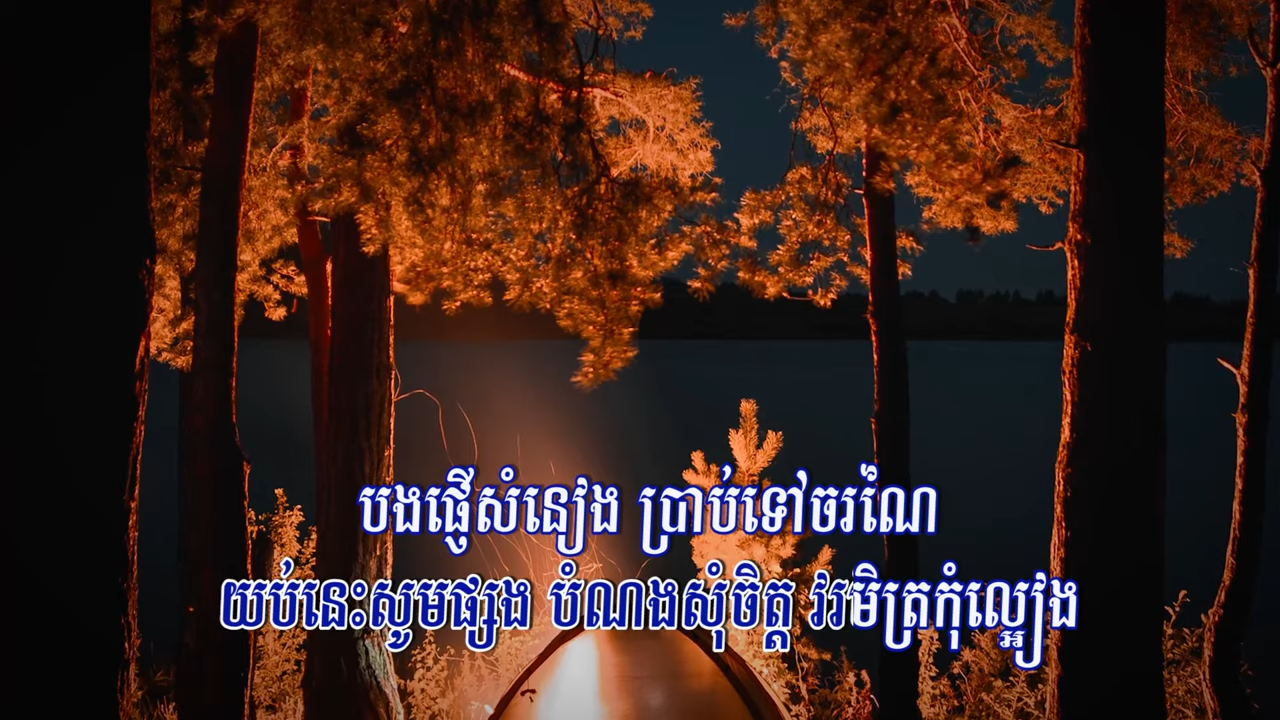 បងផ្ញើសំនៀង ប្រាប់ទៅចរណៃ
យប់នេះសូមផ្សង បំណងសុំចិត្ត វរមិត្រកុំល្អៀង